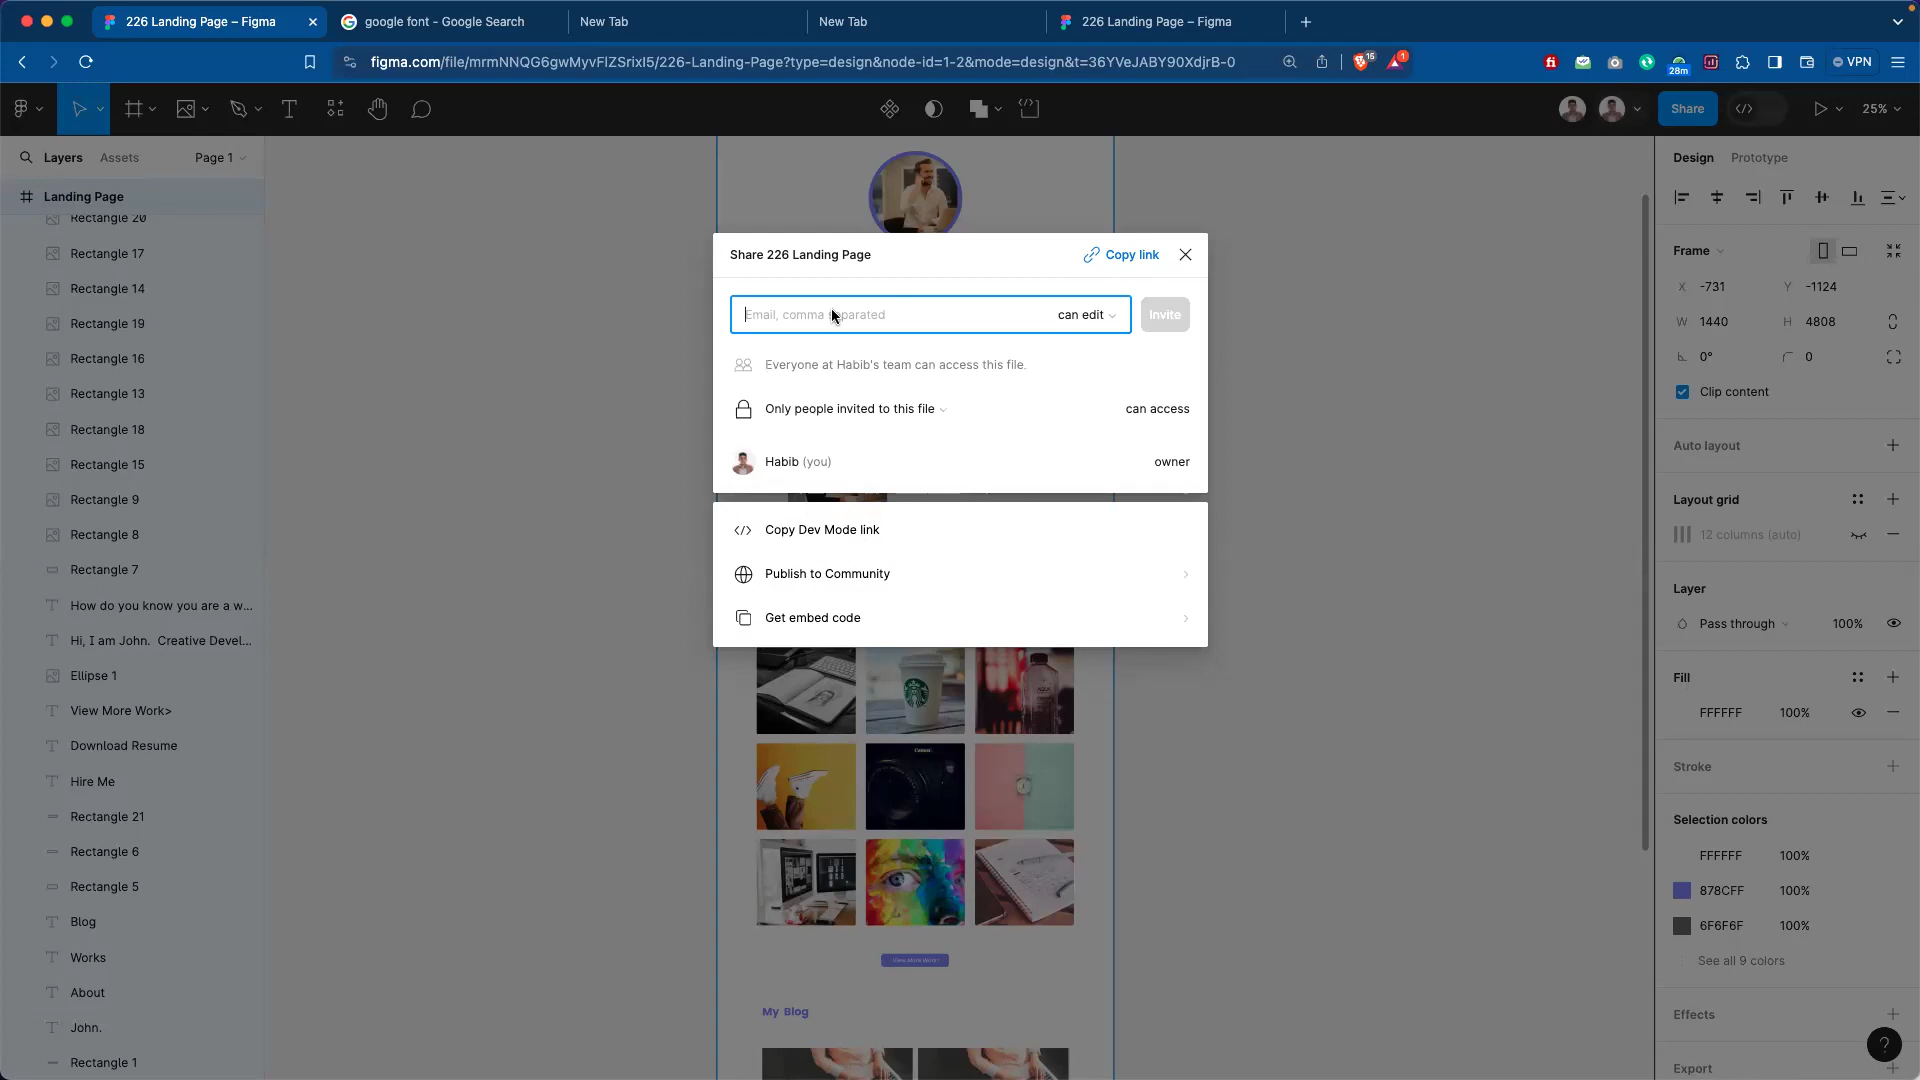 226 Landing Page – Figma
google font - Google Search
New Tab
New Tab
226 Landing Page – Figma
figma.com/file/mrmNNQG6gwMyvFlZSrixI5/226-Landing-Page?type=design&node-id=1-2&mode=design&t=36YVeJABY90XdjrB-0
15
1
28m
VPN
Share
25%
Layers
Assets
Page 1
Landing Page
Rectangle 20
Rectangle 17
Rectangle 14
Rectangle 19
Rectangle 16
Rectangle 13
Rectangle 18
Rectangle 15
Rectangle 9
Rectangle 8
Rectangle 7
How do you know you are a w...
Hi, I am John.  Creative Devel...
Ellipse 1
View More Work>
Download Resume
Hire Me
Rectangle 21
Rectangle 6
Rectangle 5
Blog
Works
About
John.
Rectangle 1
Share 226 Landing Page
Copy link
Email, comma separated
can edit
Invite
Everyone at Habib's team can access this file.
Only people invited to this file
can access
Habib (you)
owner
Copy Dev Mode link
Publish to Community
Get embed code
Canon
View More Work>
My Blog
Design
Prototype
Frame
X -731
Y -1124
W 1440
H 4808
0°
0
Clip content
Auto layout
Layout grid
12 columns (auto)
Layer
Pass through
100%
Fill
FFFFFF 100%
Stroke
Selection colors
FFFFFF 100%
878CFF 100%
6F6F6F 100%
See all 9 colors
Effects
Export
?